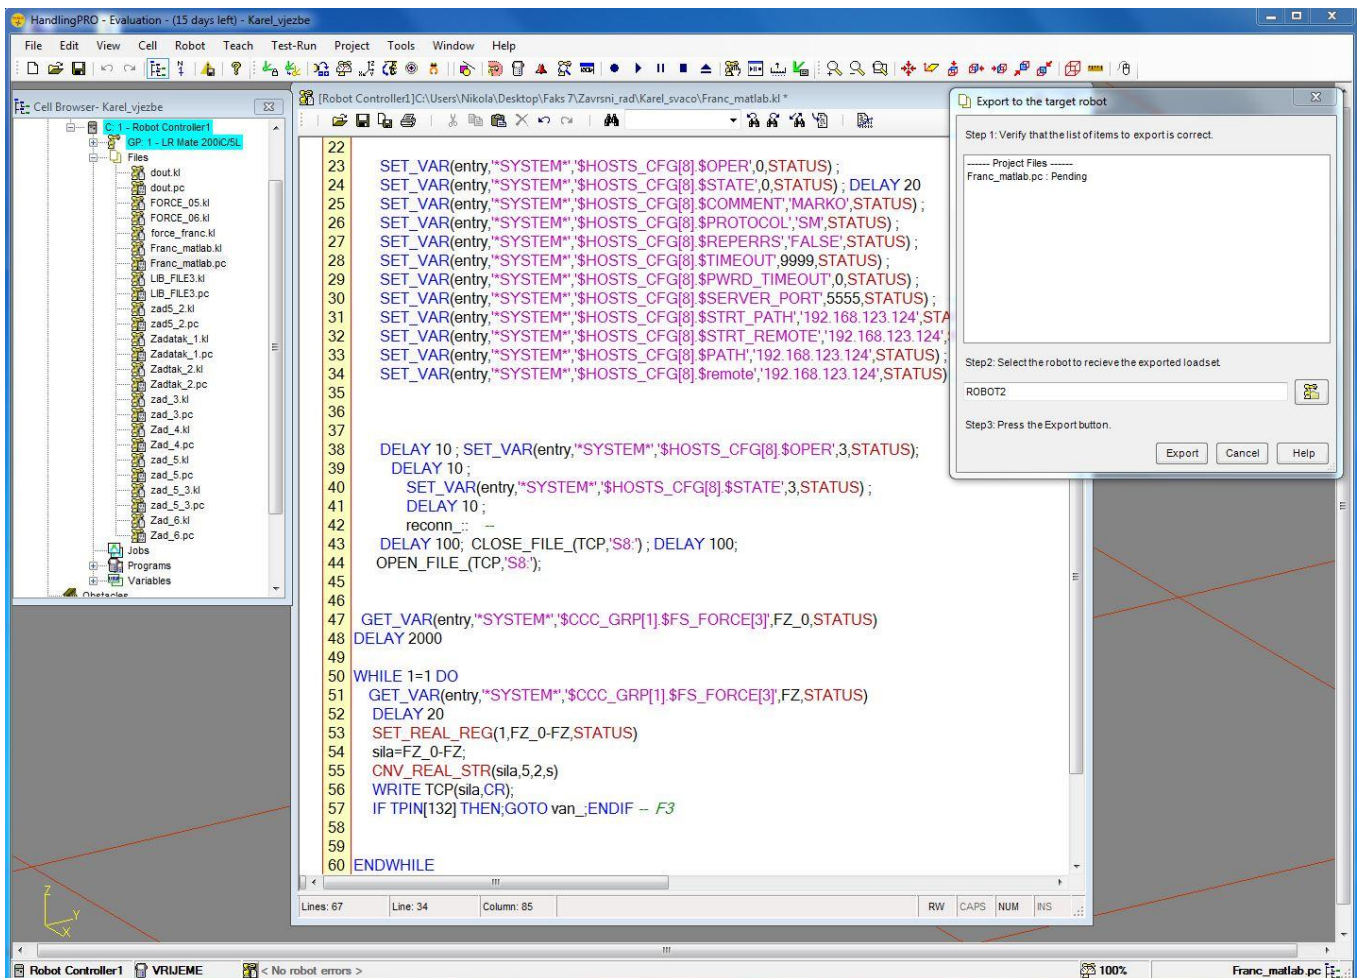 HandlingPRO - Evaluation - (15 days left) - Karel_vjezbe
File Edit View Cell Robot Teach Test-Run Project Tools Window Help
Cell Browser- Karel_vjezbe
C: 1 - Robot Controller1
GP: 1 - LR Mate 200iC/5L
Files
dout.kl
dout.pc
FORCE_05.kl
FORCE_06.kl
force_franc.kl
Franc_matlab.kl
Franc_matlab.pc
LIB_FILE3.kl
LIB_FILE3.pc
zad5_2.kl
zad5_2.pc
Zadatak_1.kl
Zadatak_1.pc
Zadtak_2.kl
Zadtak_2.pc
zad_3.kl
zad_3.pc
Zad_4.kl
Zad_4.pc
zad_5.kl
zad_5.pc
zad_5_3.kl
zad_5_3.pc
Zad_6.kl
Zad_6.pc
Jobs
Programs
Variables
Obstacles
[Robot Controller1]C:\Users\Nikola\Desktop\Faks 7\Zavrsni_rad\Karel_svaco\Franc_matlab.kl *
22
23 SET_VAR(entry,'*SYSTEM*','$HOSTS_CFG[8].$OPER',0,STATUS) ;
24 SET_VAR(entry,'*SYSTEM*','$HOSTS_CFG[8].$STATE',0,STATUS) ; DELAY 20
25 SET_VAR(entry,'*SYSTEM*','$HOSTS_CFG[8].$COMMENT','MARKO',STATUS) ;
26 SET_VAR(entry,'*SYSTEM*','$HOSTS_CFG[8].$PROTOCOL','SM',STATUS) ;
27 SET_VAR(entry,'*SYSTEM*','$HOSTS_CFG[8].$REPERRS','FALSE',STATUS) ;
28 SET_VAR(entry,'*SYSTEM*','$HOSTS_CFG[8].$TIMEOUT',9999,STATUS) ;
29 SET_VAR(entry,'*SYSTEM*','$HOSTS_CFG[8].$PWRD_TIMEOUT',0,STATUS) ;
30 SET_VAR(entry,'*SYSTEM*','$HOSTS_CFG[8].$SERVER_PORT',5555,STATUS) ;
31 SET_VAR(entry,'*SYSTEM*','$HOSTS_CFG[8].$STRT_PATH','192.168.123.124',STA
32 SET_VAR(entry,'*SYSTEM*','$HOSTS_CFG[8].$STRT_REMOTE','192.168.123.124',
33 SET_VAR(entry,'*SYSTEM*','$HOSTS_CFG[8].$PATH','192.168.123.124',STATUS) ;
34 SET_VAR(entry,'*SYSTEM*','$HOSTS_CFG[8].$remote','192.168.123.124',STATUS)
35
36
37
38 DELAY 10 ; SET_VAR(entry,'*SYSTEM*','$HOSTS_CFG[8].$OPER',3,STATUS);
39 DELAY 10 ;
40 SET_VAR(entry,'*SYSTEM*','$HOSTS_CFG[8].$STATE',3,STATUS) ;
41 DELAY 10 ;
42 reconn_:: --
43 DELAY 100; CLOSE_FILE_(TCP,'S8:') ; DELAY 100;
44 OPEN_FILE_(TCP,'S8:');
45
46
47 GET_VAR(entry,'*SYSTEM*','$CCC_GRP[1].$FS_FORCE[3]',FZ_0,STATUS)
48 DELAY 2000
49
50 WHILE 1=1 DO
51 GET_VAR(entry,'*SYSTEM*','$CCC_GRP[1].$FS_FORCE[3]',FZ,STATUS)
52 DELAY 20
53 SET_REAL_REG(1,FZ_0-FZ,STATUS)
54 sila=FZ_0-FZ;
55 CNV_REAL_STR(sila,5,2,s)
56 WRITE TCP(sila,CR);
57 IF TPIN[132] THEN;GOTO van_;ENDIF -- F3
58
59
60 ENDWHILE
Lines: 67 Line: 34 Column: 85 RW CAPS NUM INS
Export to the target robot
Step 1: Verify that the list of items to export is correct.
------ Project Files ------
Franc_matlab.pc : Pending
Step2: Select the robot to recieve the exported loadset.
ROBOT2
Step3: Press the Export button.
Export Cancel Help
Z
Y
X
Robot Controller1 VRIJEME < No robot errors > 100% Franc_matlab.pc